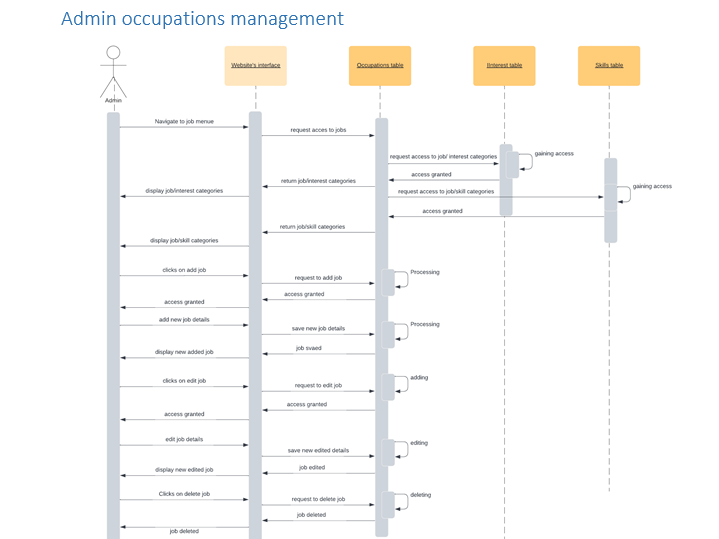 Admin occupations management
Website's interface
Occupations table
IInterest table
Skills table
Admin
Navigate to job menue
request acces to jobs
request access to job/ interest categories
gaining access
access granted
return job/interest categories
gaining access
display job/interest categories
request access to job/skill categories
access granted
return job/skill categories
display job/skill categories
clicks on add job
request to add job
Processing
access granted
access granted
add new job details
save new job details
Processing
job svaed
display new added job
clicks on edit job
request to edit job
adding
access granted
access granted
edit job details
save new edited details
editing
job edited
display new edited job
Clicks on delete job
request to delete job
deleting
job deleted
job deleted